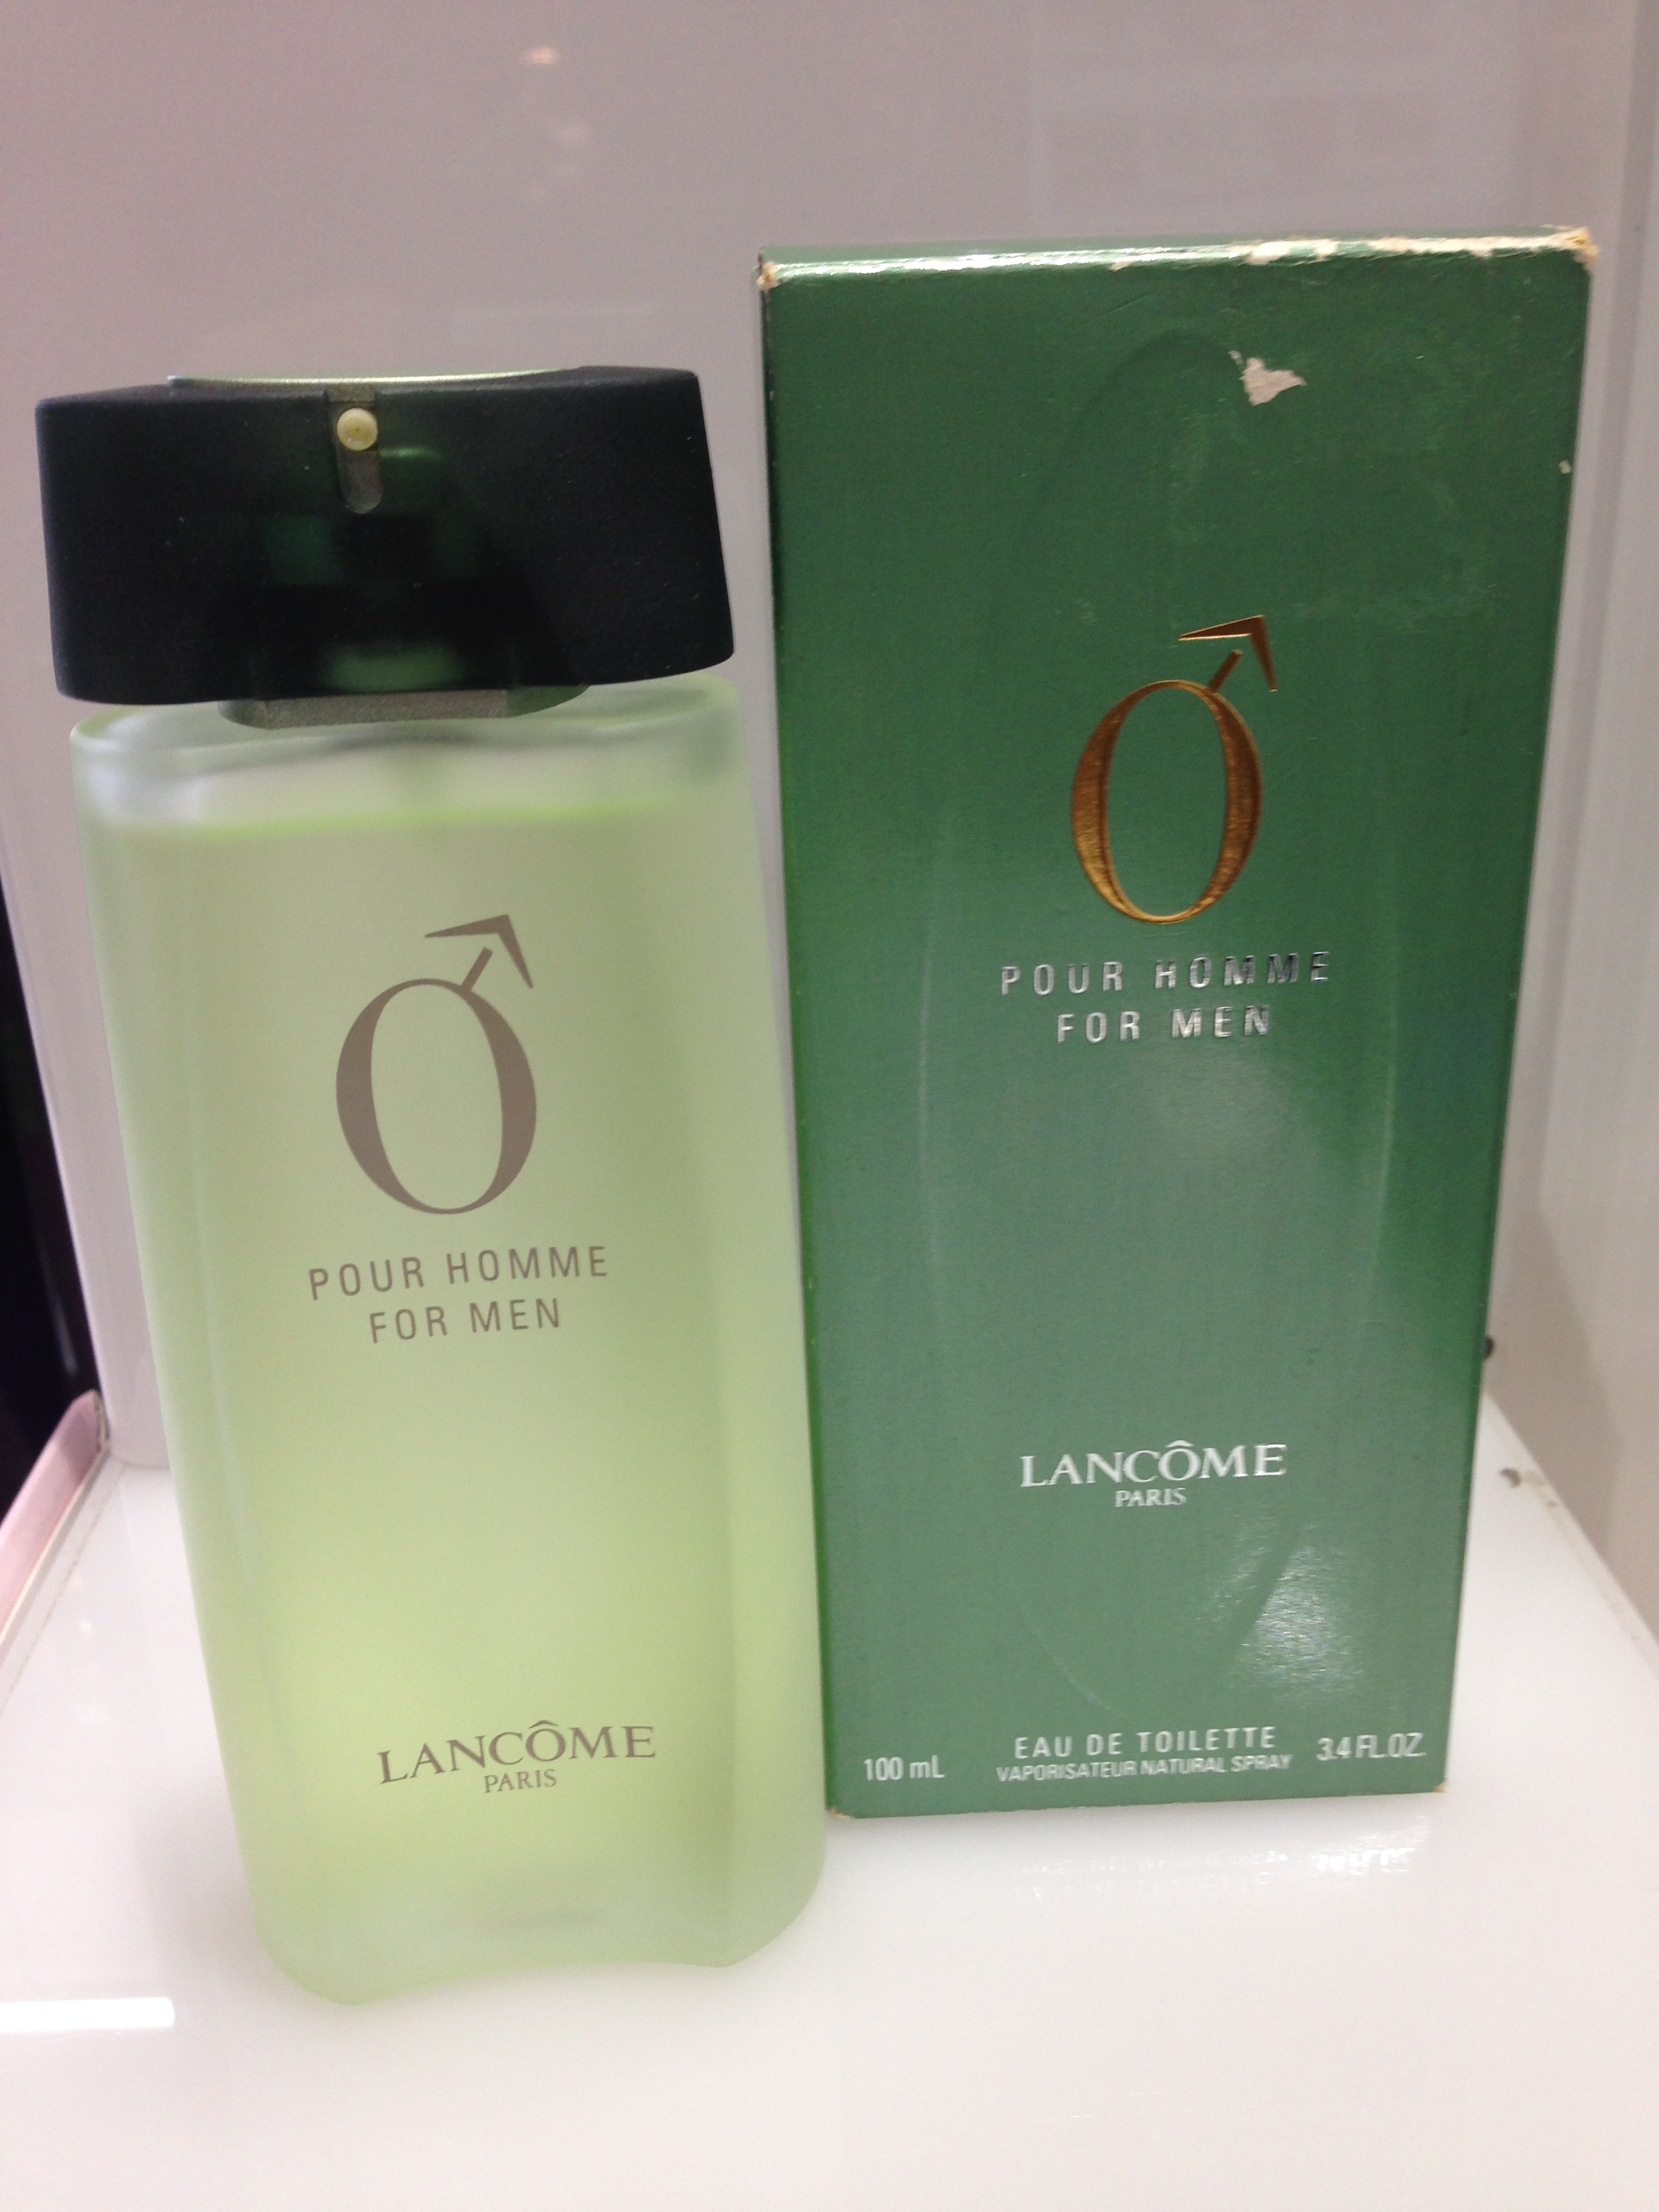 O
POUR HOMME
FOR MEN
LANCÔME
PARIS
O
POUR HOMME
FOR MEN
LANCÔME
PARIS
100 mL EAU DE TOILETTE 3.4 FL.OZ.
VAPORISATEUR NATURAL SPRAY